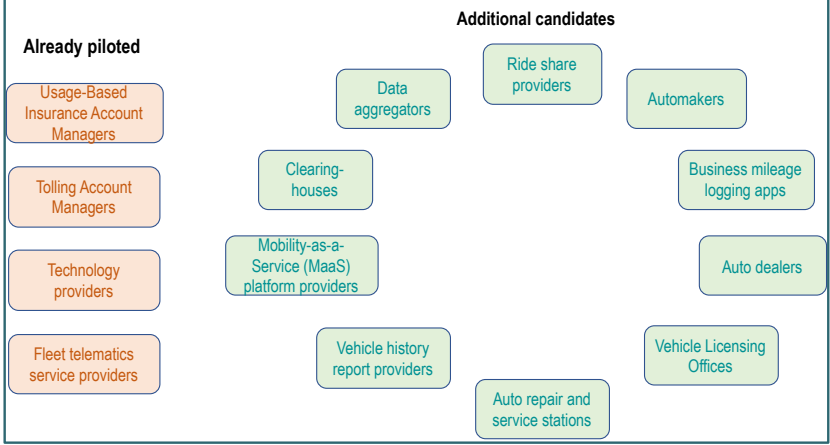 Additional candidates
Already piloted
Usage-Based
Insurance Account
Managers
Tolling Account
Managers
Technology
providers
Fleet telematics
service providers
Ride share
providers
Data
aggregators
Automakers
Clearing-
houses
Business mileage
logging apps
Mobility-as-a-
Service (MaaS)
platform providers
Auto dealers
Vehicle history
report providers
Vehicle Licensing
Offices
Auto repair and
service stations